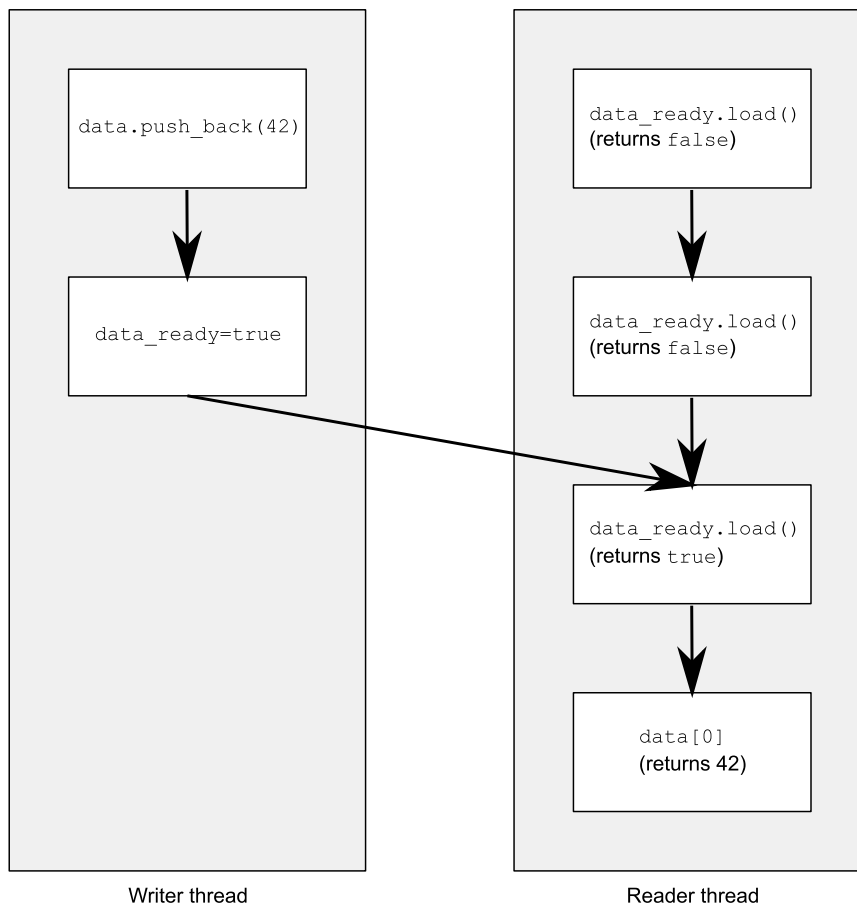 data.push_back(42)
data_ready=true
Writer thread
data_ready.load()
(returns false)
data_ready.load()
(returns false)
data_ready.load()
(returns true)
data[0]
(returns 42)
Reader thread